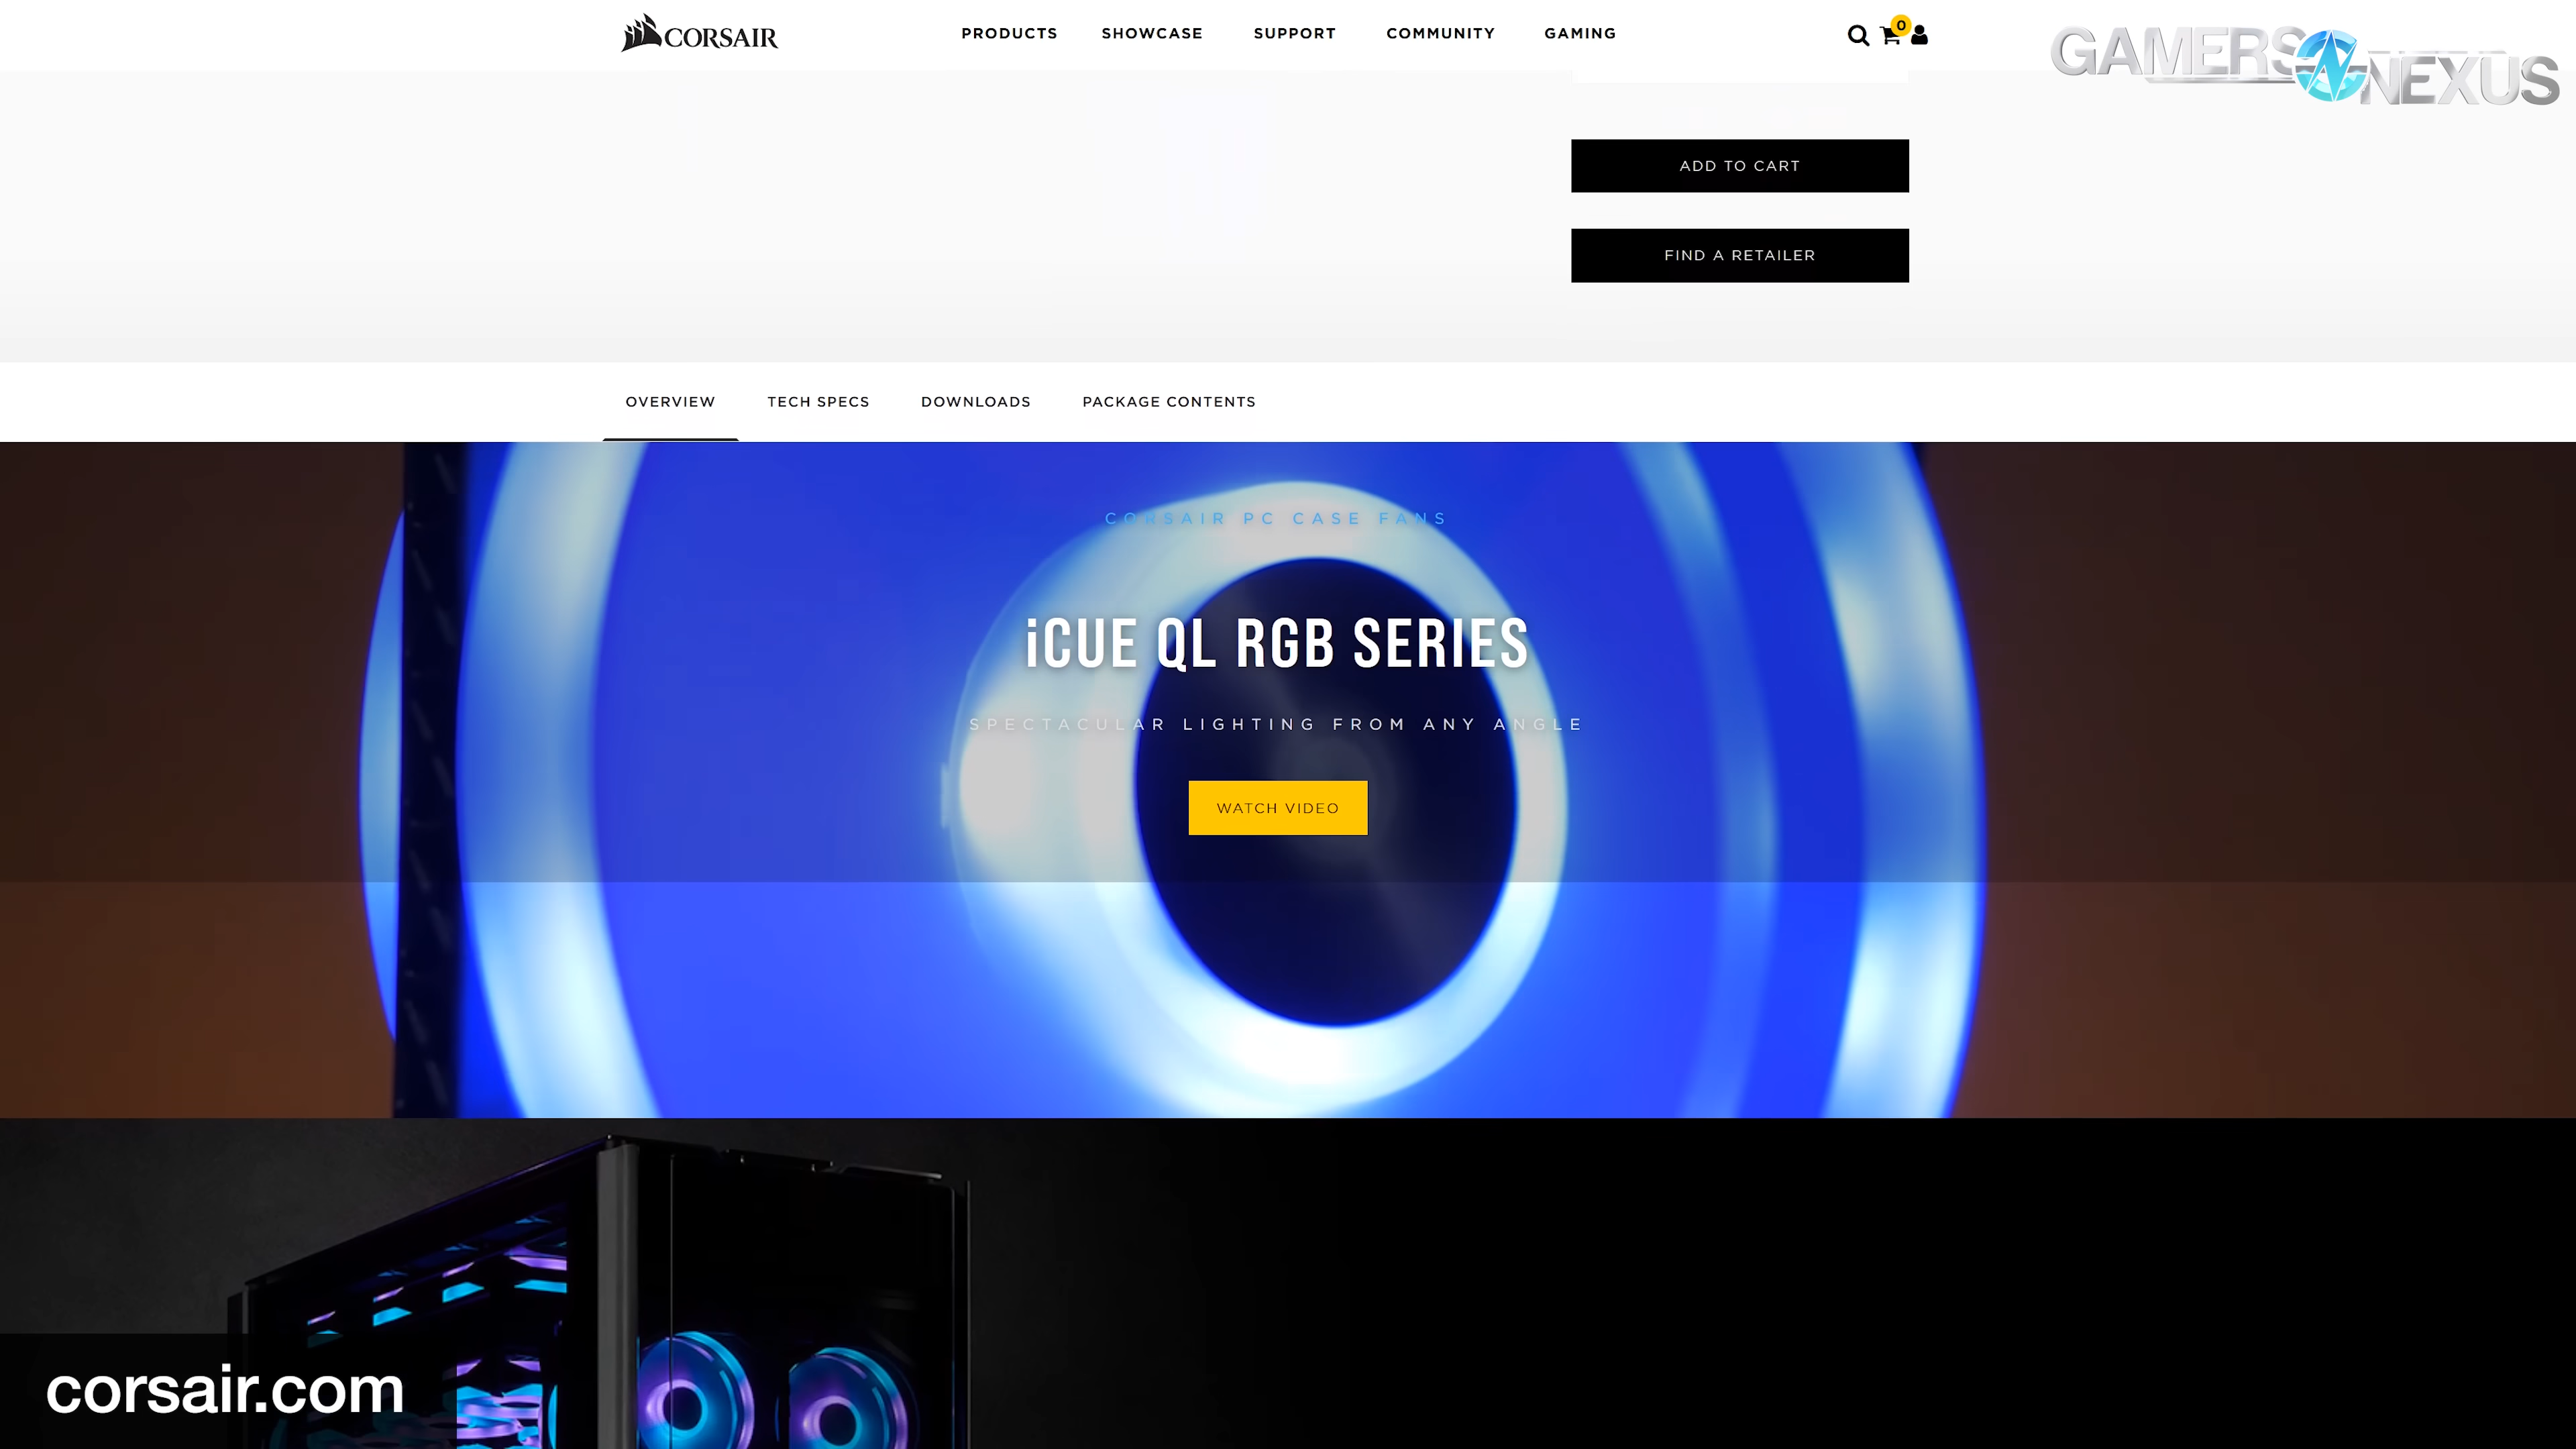 CORSAIR
PRODUCTS SHOWCASE SUPPORT COMMUNITY GAMING
0
GAMERS NEXUS
ADD TO CART
FIND A RETAILER
OVERVIEW TECH SPECS DOWNLOADS PACKAGE CONTENTS
CORSAIR PC CASE FANS
iCUE QL RGB SERIES
SPECTACULAR LIGHTING FROM ANY ANGLE
WATCH VIDEO
corsair.com